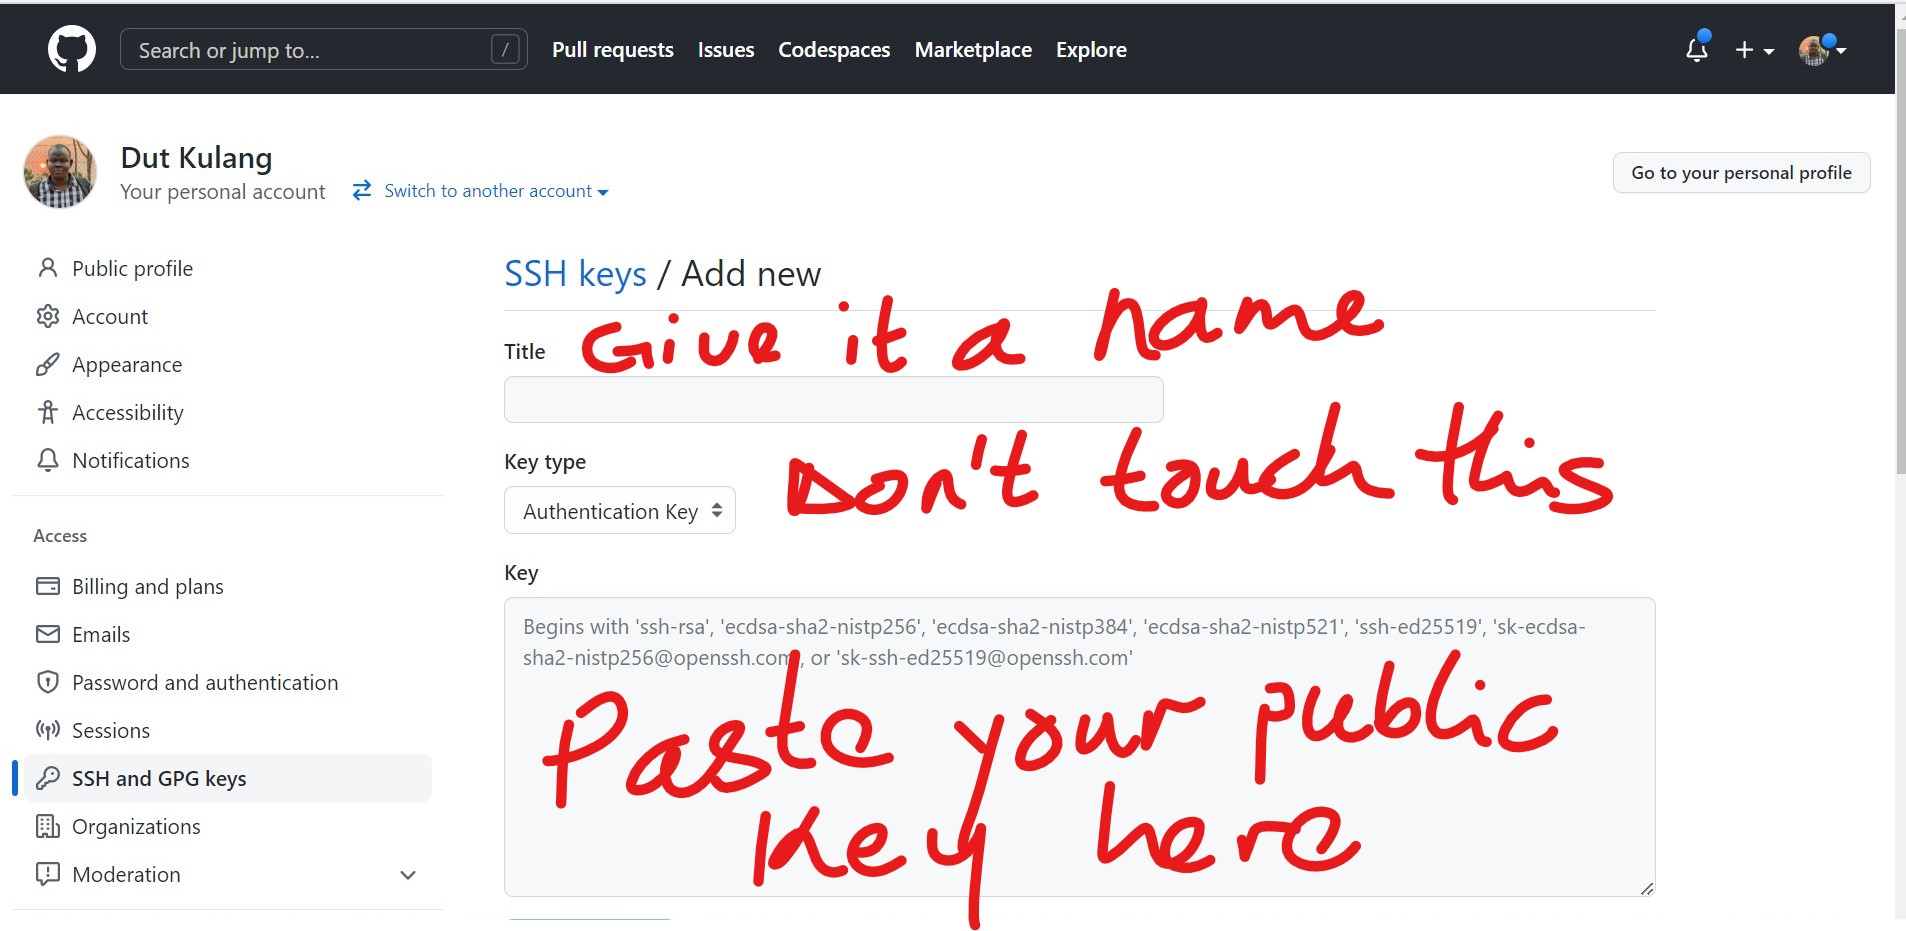 Search or jump to... /
Pull requests Issues Codespaces Marketplace Explore
Dut Kulang
Your personal account Switch to another account
Go to your personal profile
Public profile
Account
Appearance
Accessibility
Notifications
Access
Billing and plans
Emails
Password and authentication
Sessions
SSH and GPG keys
Organizations
Moderation
SSH keys / Add new
Title Give it a name
Key type
Authentication Key Don't touch this
Key
Begins with 'ssh-rsa', 'ecdsa-sha2-nistp256', 'ecdsa-sha2-nistp384', 'ecdsa-sha2-nistp521', 'ssh-ed25519', 'sk-ecdsa-
sha2-nistp256@openssh.com', or 'sk-ssh-ed25519@openssh.com'
Paste your public
Key here